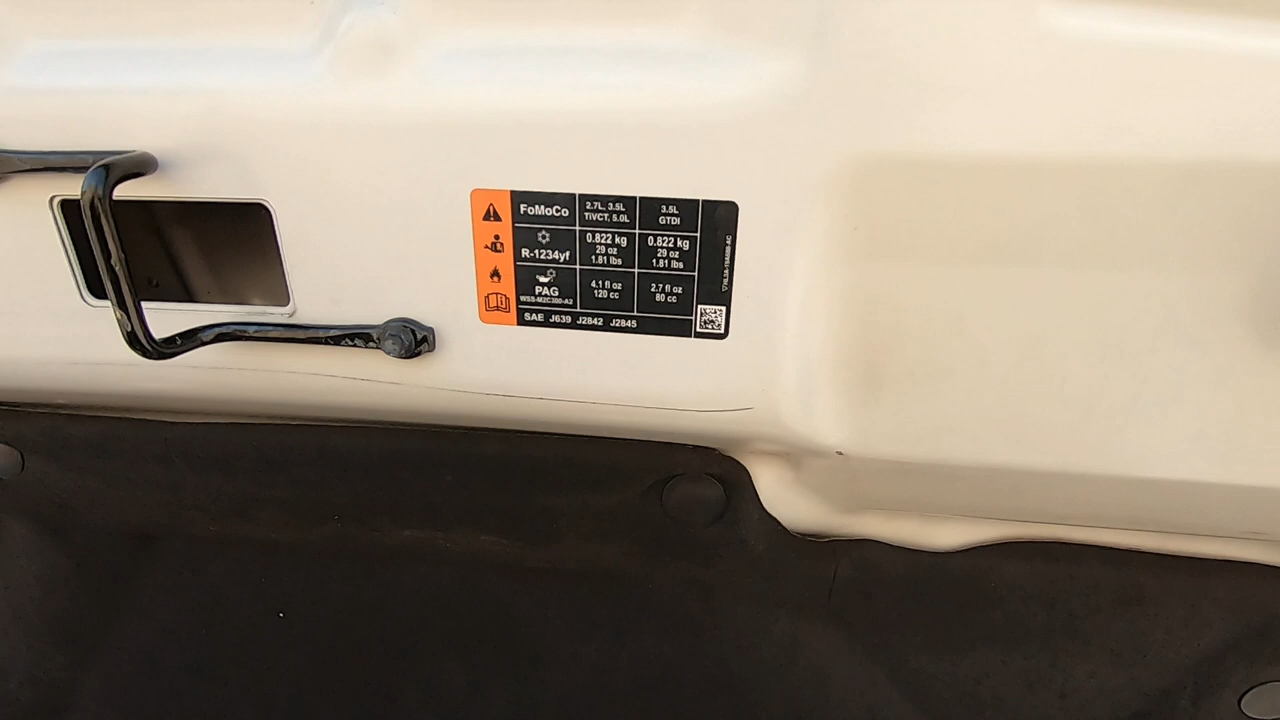 FoMoCo
2.7L, 3.5L
TiVCT, 5.0L
3.5L
GTDI
R-1234yf
0.822 kg
29 oz
1.81 lbs
0.822 kg
29 oz
1.81 lbs
PAG
WSS-M2C300-A2
4.1 fl oz
120 cc
2.7 fl oz
80 cc
SAE J639 J2842 J2845